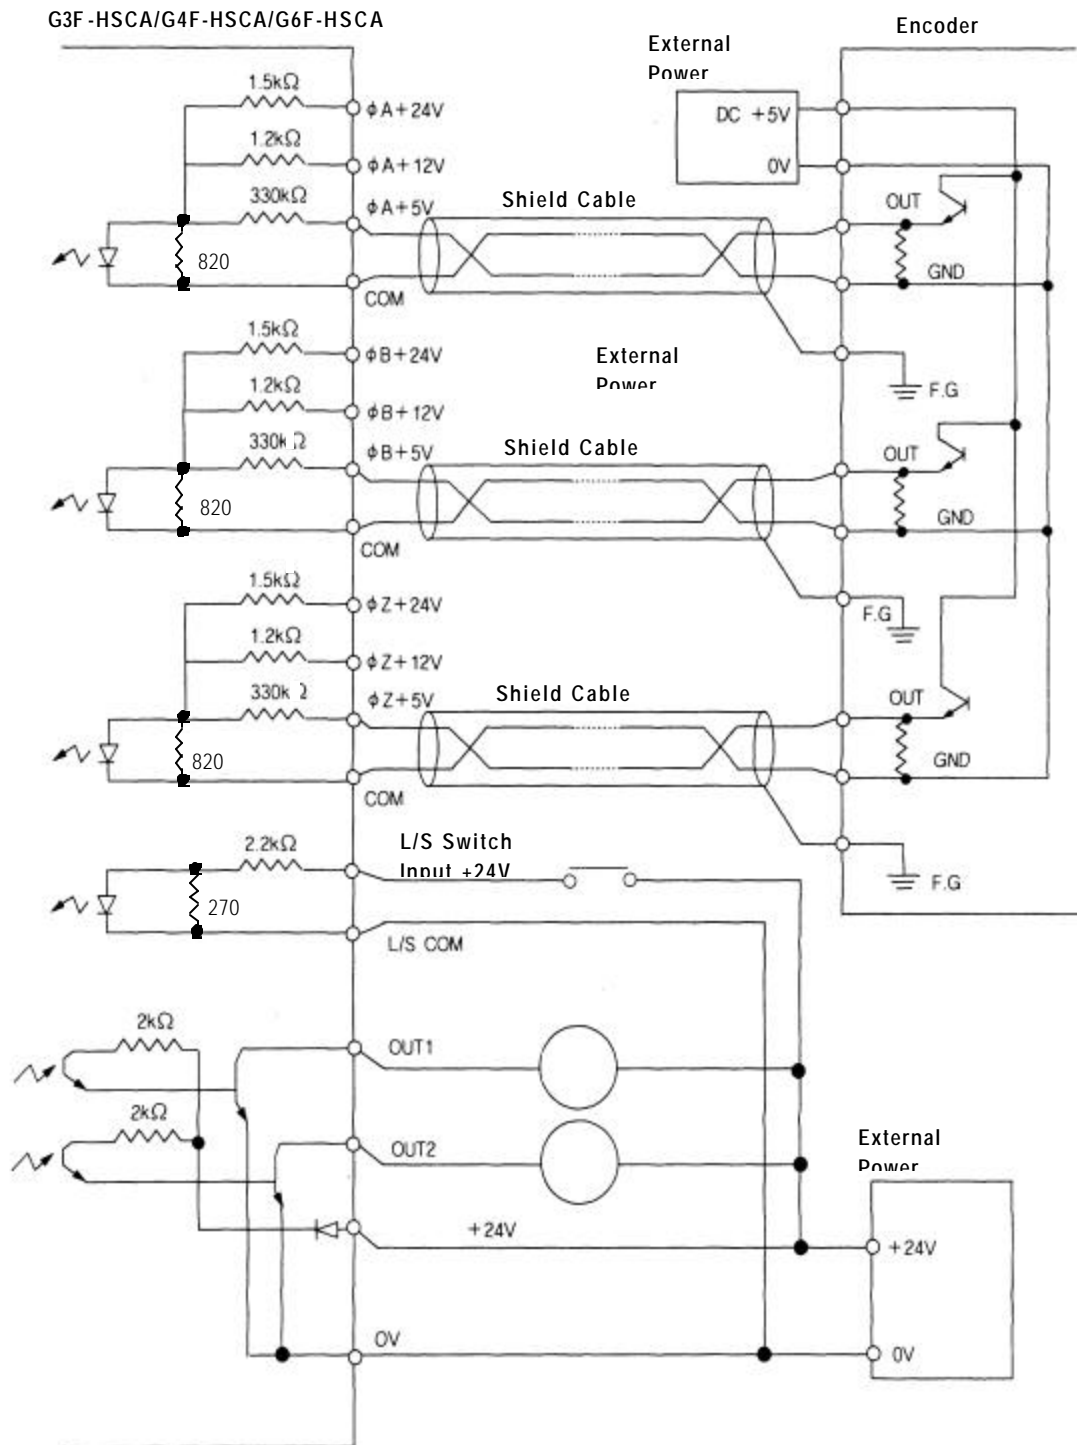 G3F-HSCA/G4F-HSCA/G6F-HSCA
External
Power
Encoder
1.5kΩ
ϕA+24V
DC +5V
1.2kΩ
ϕA+12V
0V
330kΩ
ϕA+5V
Shield Cable
OUT
820
COM
GND
1.5kΩ
ϕB+24V
External
Power
F.G
1.2kΩ
ϕB+12V
330k Ω
ϕB+5V
Shield Cable
OUT
820
COM
GND
1.5kΩ
ϕZ+24V
F.G
1.2kΩ
ϕZ+12V
330k
ϕZ+5V
Shield Cable
OUT
820
COM
GND
2.2kΩ
L/S Switch
Input +24V
F.G
270
L/S COM
2kΩ
OUT1
2kΩ
OUT2
External
Power
+24V
+24V
0V
0V